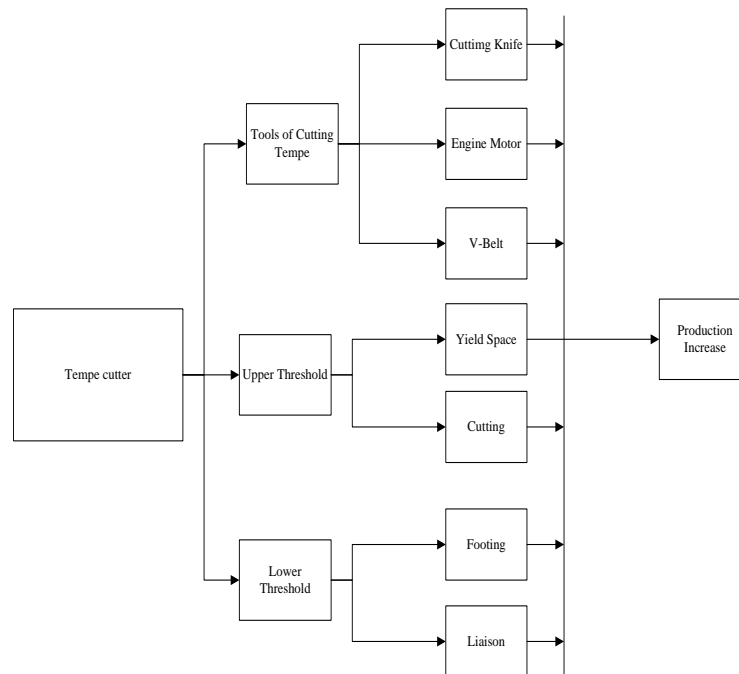 Cuttimg Knife
Tools of Cutting
Tempe
Engine Motor
V-Belt
Tempe cutter
Upper Threshold
Yield Space
Production
Increase
Cutting
Lower
Threshold
Footing
Liaison